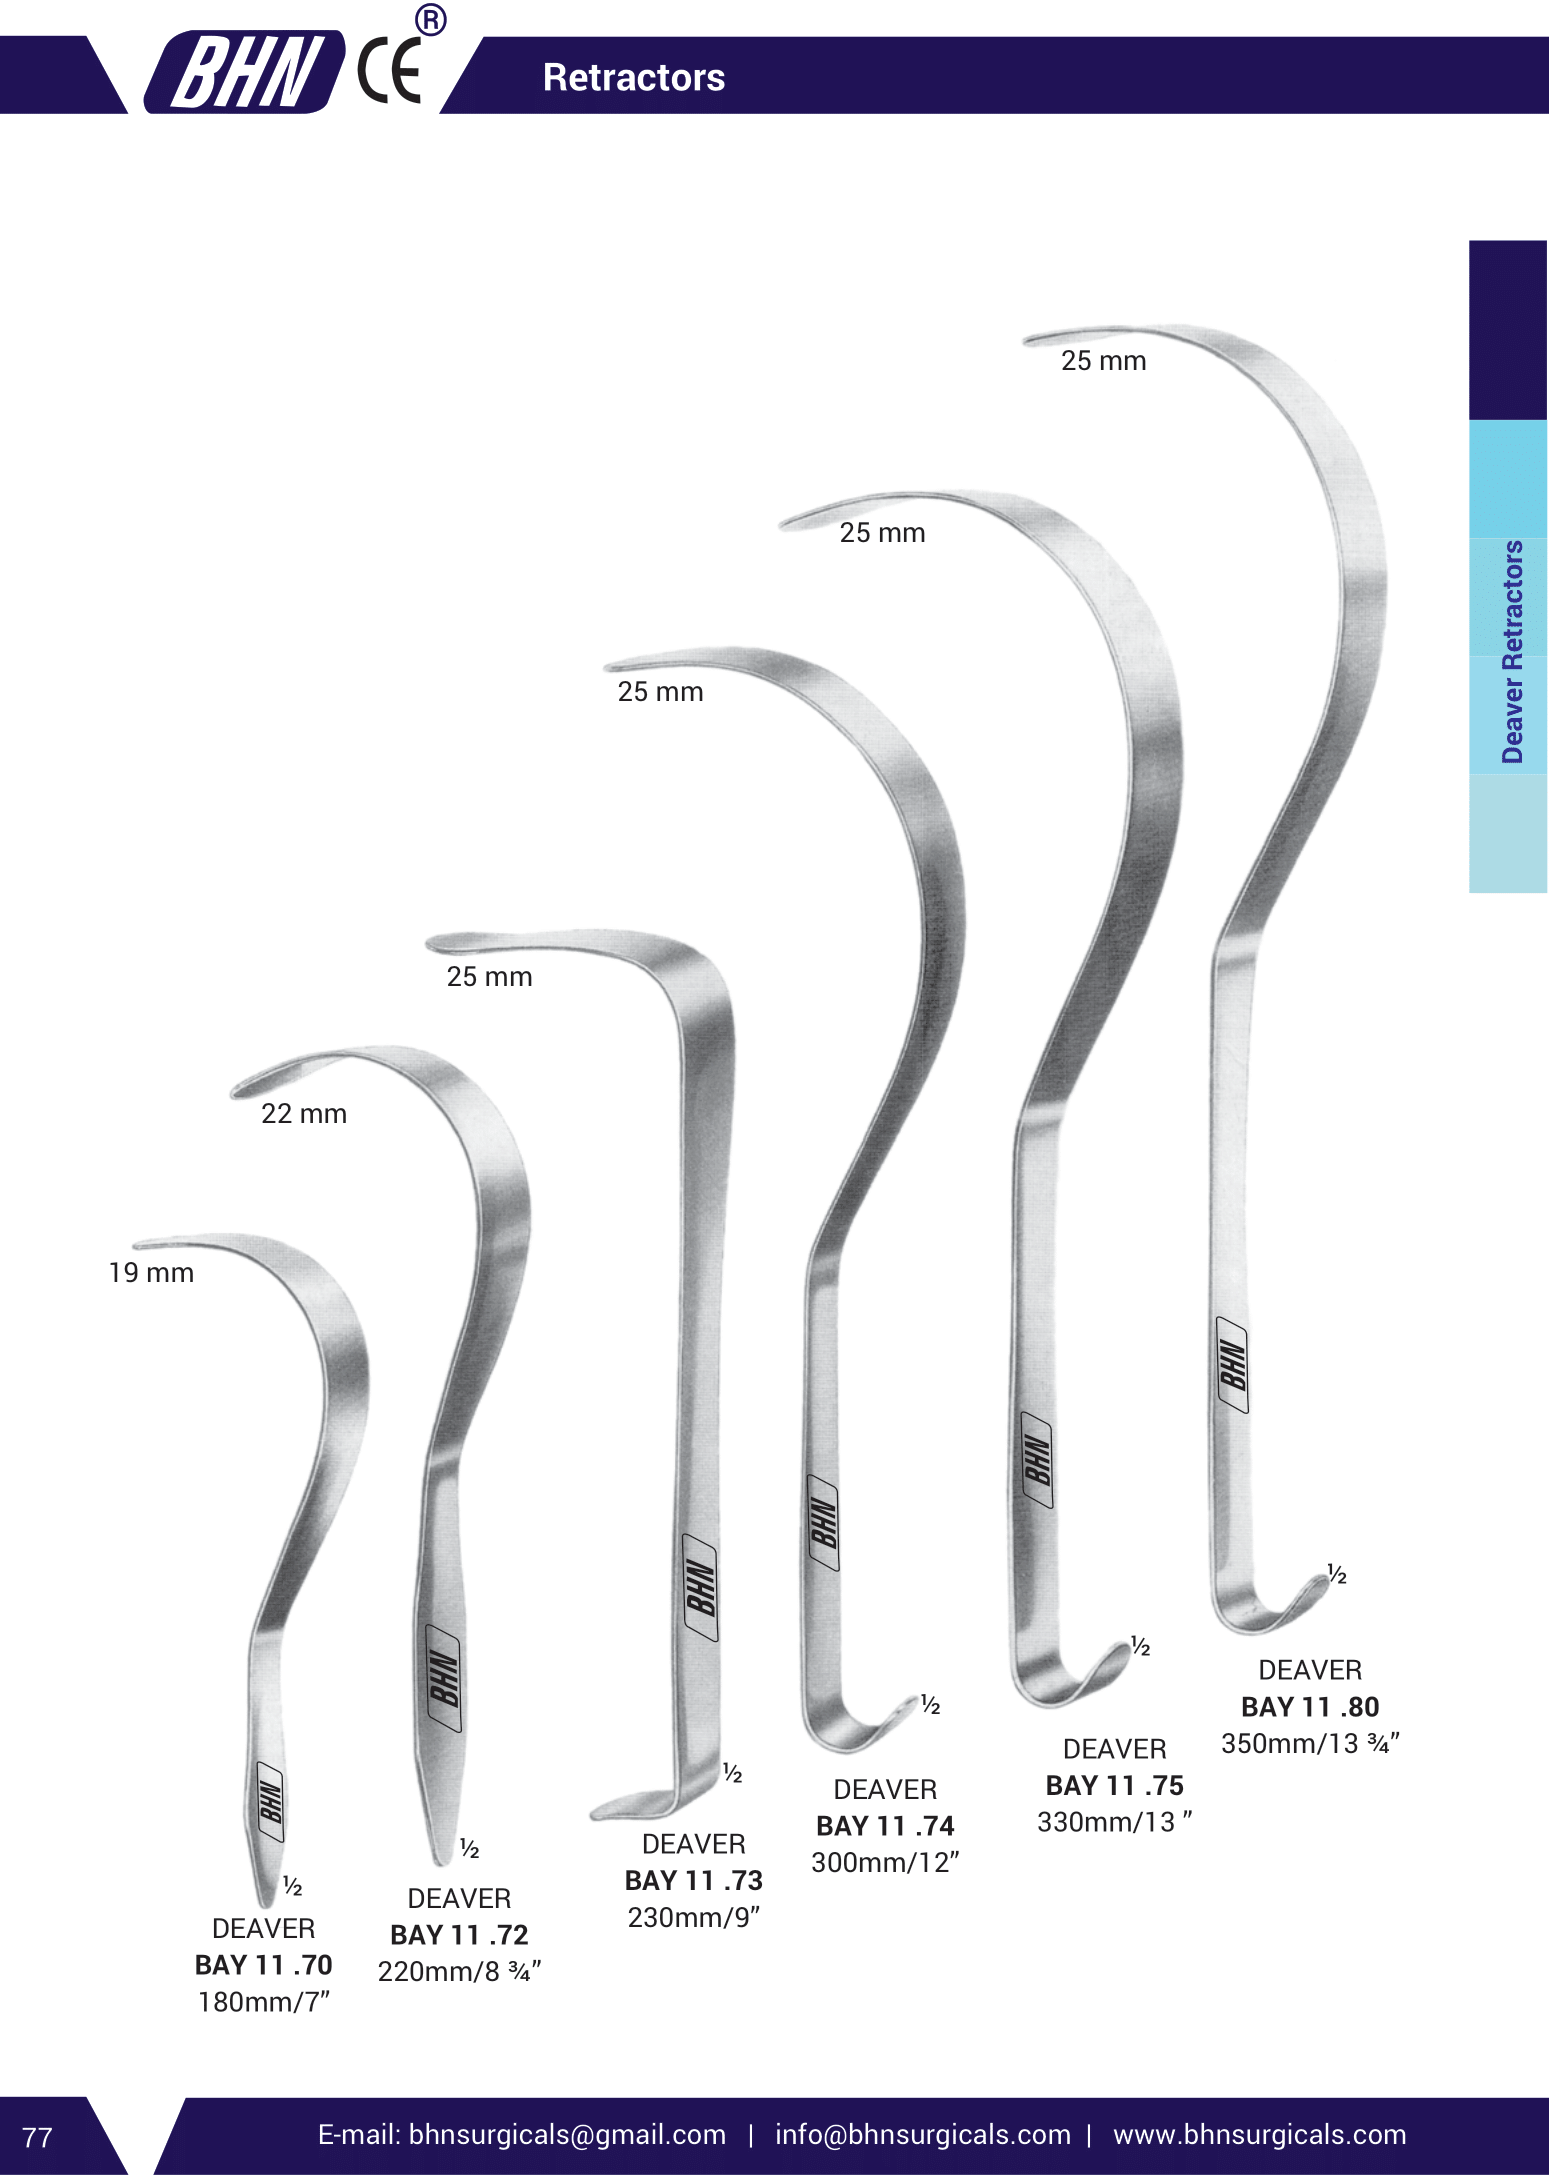 BHN CE ®
Retractors
Deaver Retractors
25 mm
25 mm
25 mm
25 mm
22 mm
19 mm
BHN
BHN
BHN
BHN
BHN
BHN
½
DEAVER
BAY 11 .70
180mm/7”
½
DEAVER
BAY 11 .72
220mm/8 ¾”
½
DEAVER
BAY 11 .73
230mm/9”
½
DEAVER
BAY 11 .74
300mm/12”
½
DEAVER
BAY 11 .75
330mm/13 ”
½
DEAVER
BAY 11 .80
350mm/13 ¾”
77
E-mail: bhnsurgicals@gmail.com | info@bhnsurgicals.com | www.bhnsurgicals.com